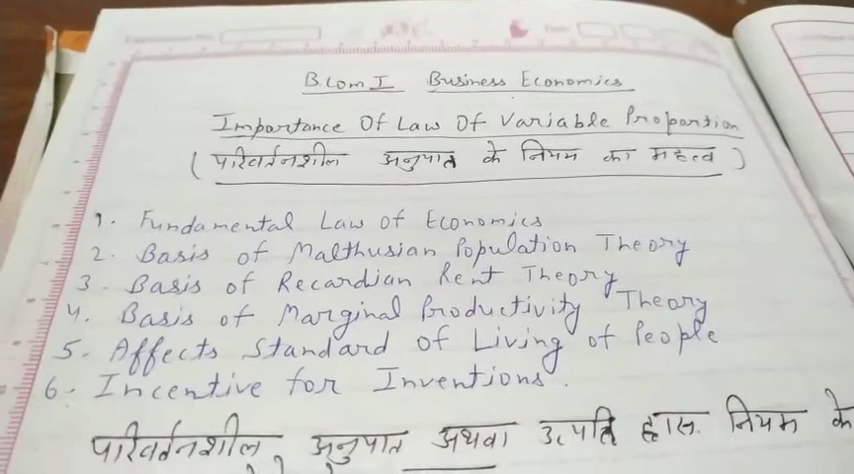 B.Com I Business Economics
Importance Of Law Of Variable Proportion
(परिवर्तनशील अनुपात के नियम का महत्व)
1. Fundamental Law of Economics
2. Basis of Malthusian Population Theory
3. Basis of Recardian Rent Theory
4. Basis of Marginal Productivity Theory
5. Affects Standard of Living of People
6. Incentive for Inventions.
परिवर्तनशील अनुपात अथवा उत्पत्ति ह्रास नियम के